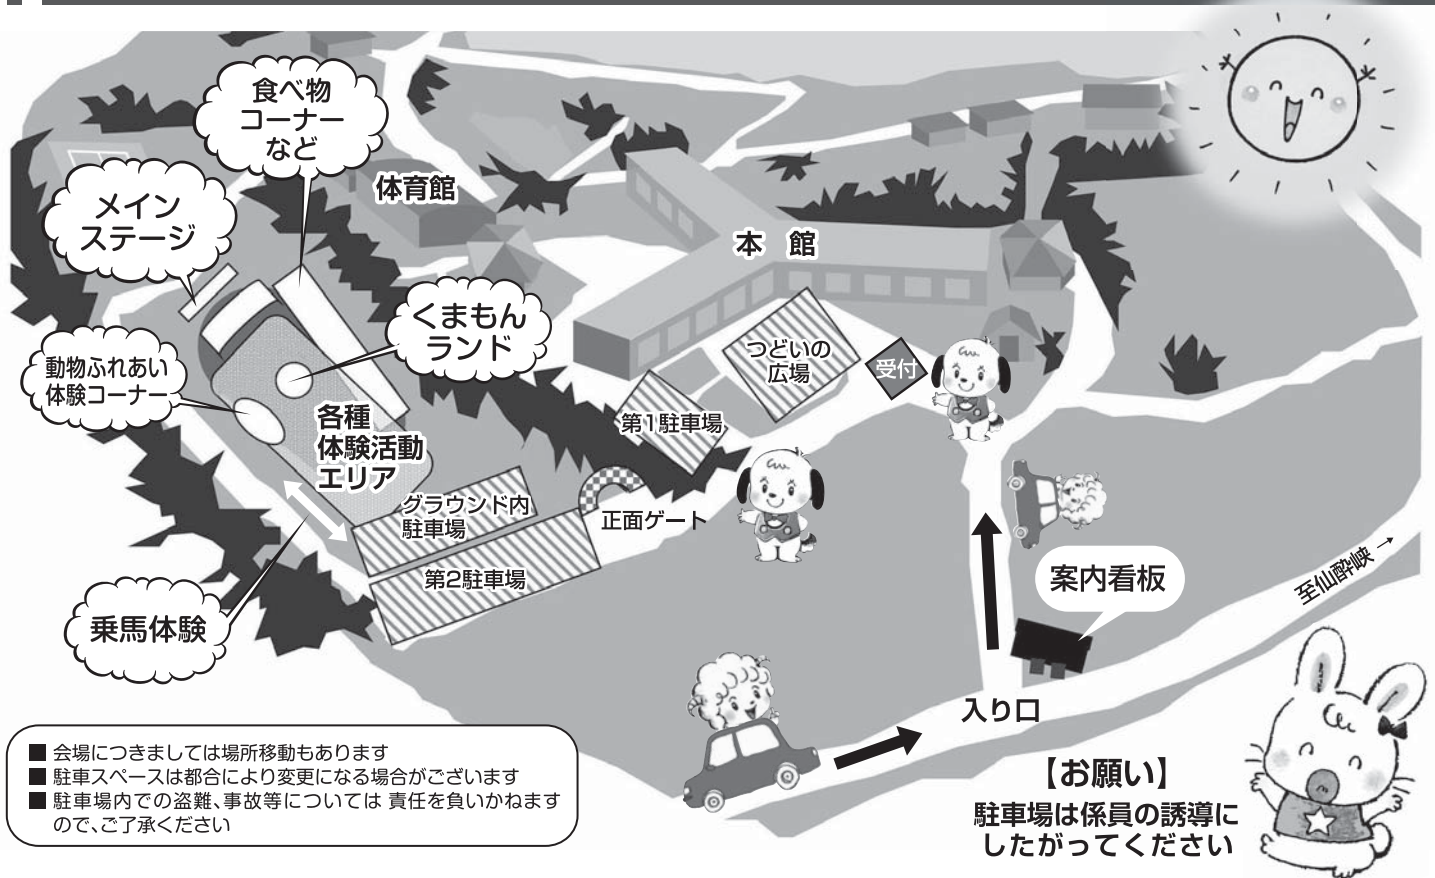 食べ物
コーナー
など
メイン
ステージ
体育館
本 館
くまもん
ランド
動物ふれあい
体験コーナー
つどいの
広場
受付
第1駐車場
各種
体験活動
エリア
グラウンド内
駐車場
正面ゲート
第2駐車場
乗馬体験
案内看板
至仙酔峡→
入り口
■ 会場につきましては場所移動もあります
■ 駐車スペースは都合により変更になる場合がございます
■ 駐車場内での盗難、事故等については 責任を負いかねます
ので、ご了承ください
【お願い】
駐車場は係員の誘導に
したがってください